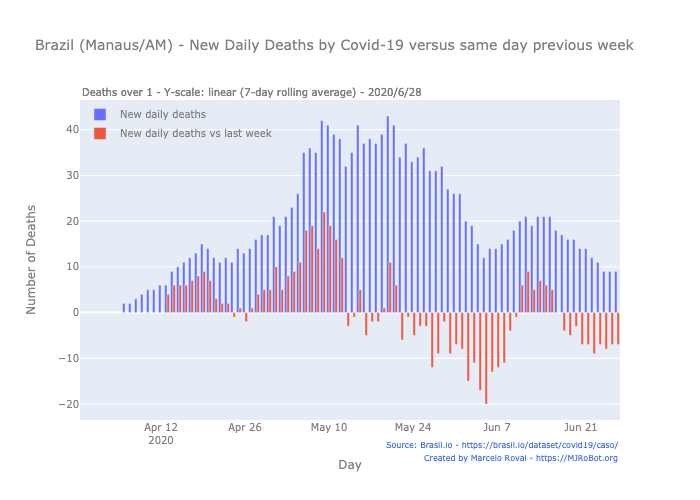 Brazil (Manaus/AM) - New Daily Deaths by Covid-19 versus same day previous week
Deaths over 1 - Y-scale: linear (7-day rolling average) - 2020/6/28
New daily deaths
New daily deaths vs last week
Number of Deaths
40
30
20
10
0
−10
−20
Apr 12
2020
Apr 26
May 10
May 24
Jun 7
Jun 21
Day
Source: Brasil.io - https://brasil.io/dataset/covid19/caso/
Created by Marcelo Rovai - https://MJRoBot.org